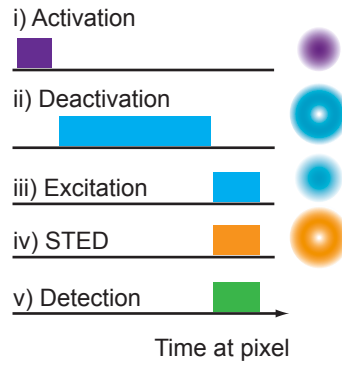 i) Activation
ii) Deactivation
iii) Excitation
iv) STED
v) Detection
Time at pixel